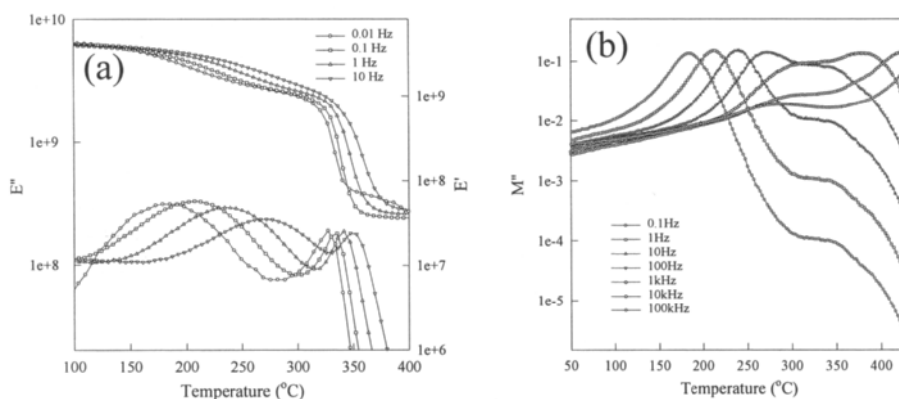 (a)
0.01 Hz
0.1 Hz
1 Hz
10 Hz
1e+10
1e+9
1e+8
E"
1e+9
1e+8
1e+7
1e+6
E'
100 150 200 250 300 350 400
Temperature (°C)
(b)
1e-1
1e-2
1e-3
1e-4
1e-5
M"
0.1Hz
1Hz
10Hz
100Hz
1kHz
10kHz
100kHz
50 100 150 200 250 300 350 400
Temperature (°C)